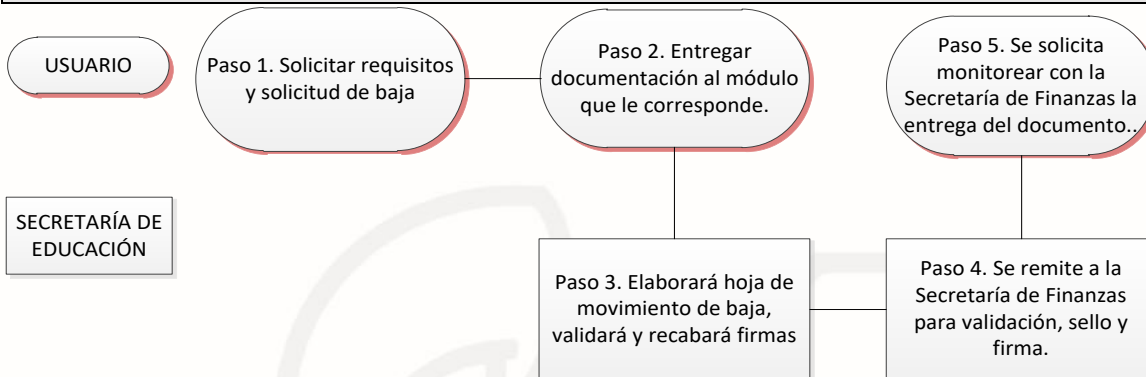 USUARIO
Paso 1. Solicitar requisitos
y solicitud de baja
Paso 2. Entregar
documentación al módulo
que le corresponde.
Paso 5. Se solicita
monitorear con la
Secretaría de Finanzas la
entrega del documento..
SECRETARÍA DE
EDUCACIÓN
Paso 3. Elaborará hoja de
movimiento de baja,
validará y recabará firmas
Paso 4. Se remite a la
Secretaría de Finanzas
para validación, sello y
firma.